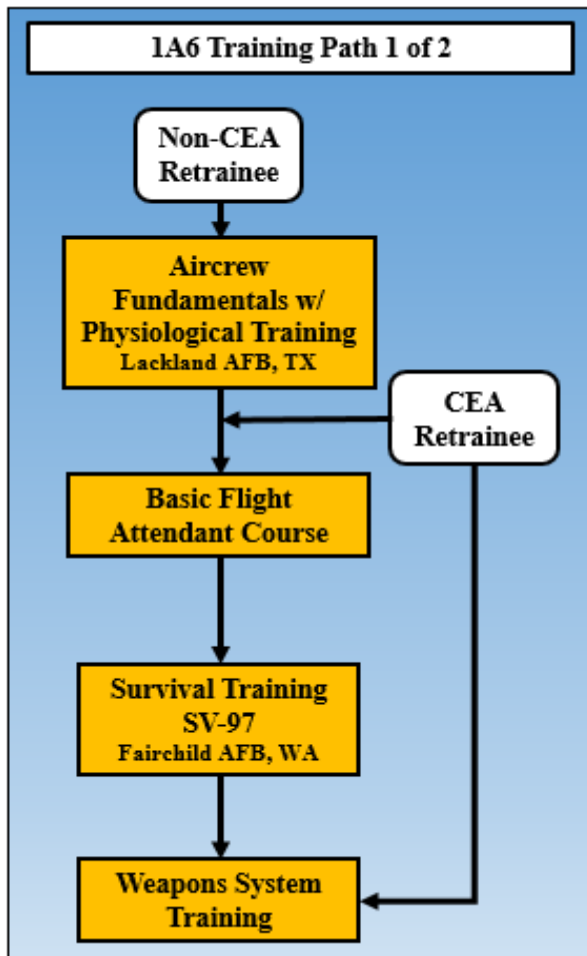 1A6 Training Path 1 of 2
Non-CEA
Retrainee
Aircrew
Fundamentals w/
Physiological Training
Lackland AFB, TX
CEA
Retrainee
Basic Flight
Attendant Course
Survival Training
SV-97
Fairchild AFB, WA
Weapons System
Training